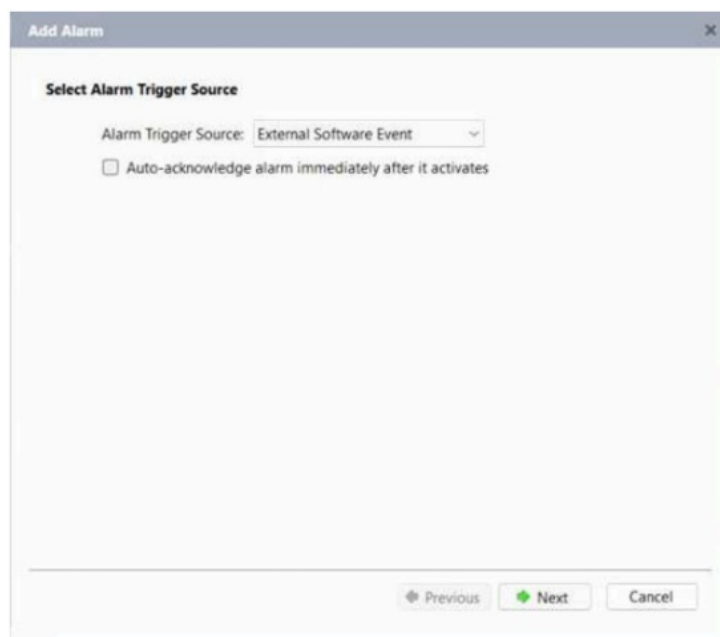 Add Alarm
Select Alarm Trigger Source
Alarm Trigger Source: External Software Event
Auto-acknowledge alarm immediately after it activates
Previous Next Cancel